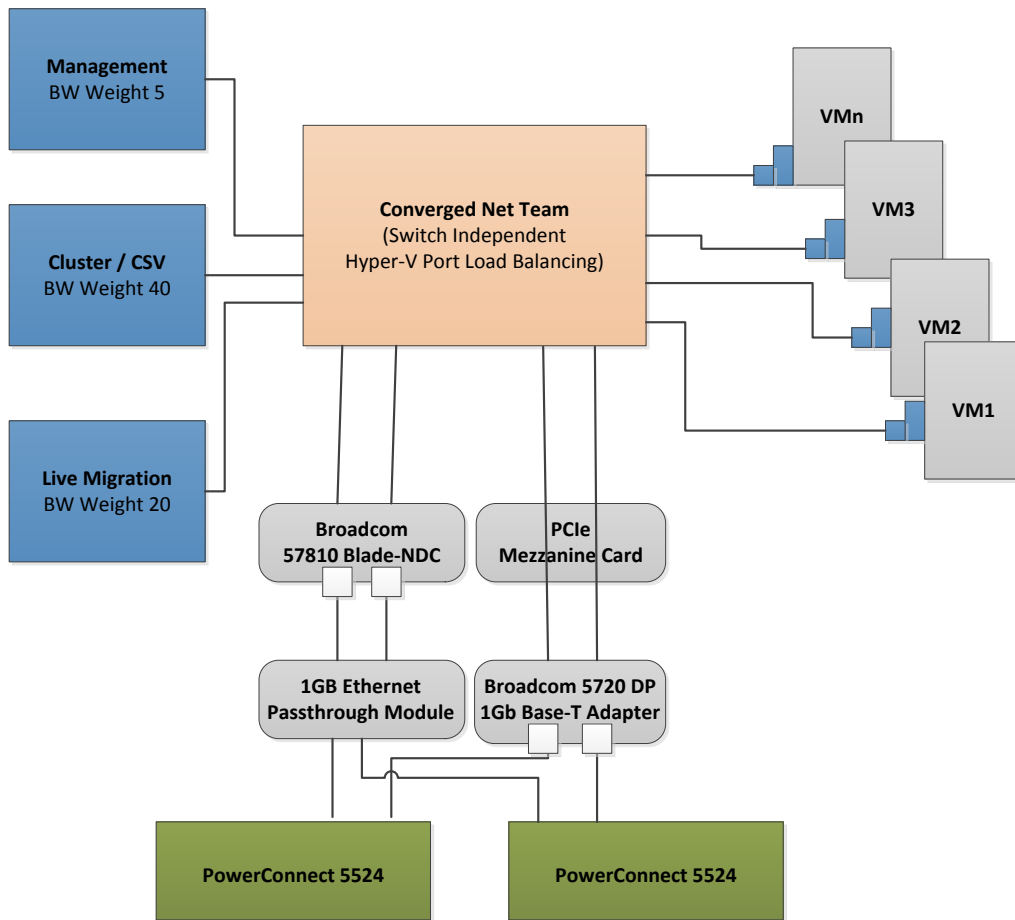 Management
BW Weight 5
Cluster / CSV
BW Weight 40
Live Migration
BW Weight 20
Converged Net Team
(Switch Independent
Hyper-V Port Load Balancing)
VMn
VM3
VM2
VM1
Broadcom
57810 Blade-NDC
PCIe
Mezzanine Card
1GB Ethernet
Passthrough Module
Broadcom 5720 DP
1Gb Base-T Adapter
PowerConnect 5524
PowerConnect 5524